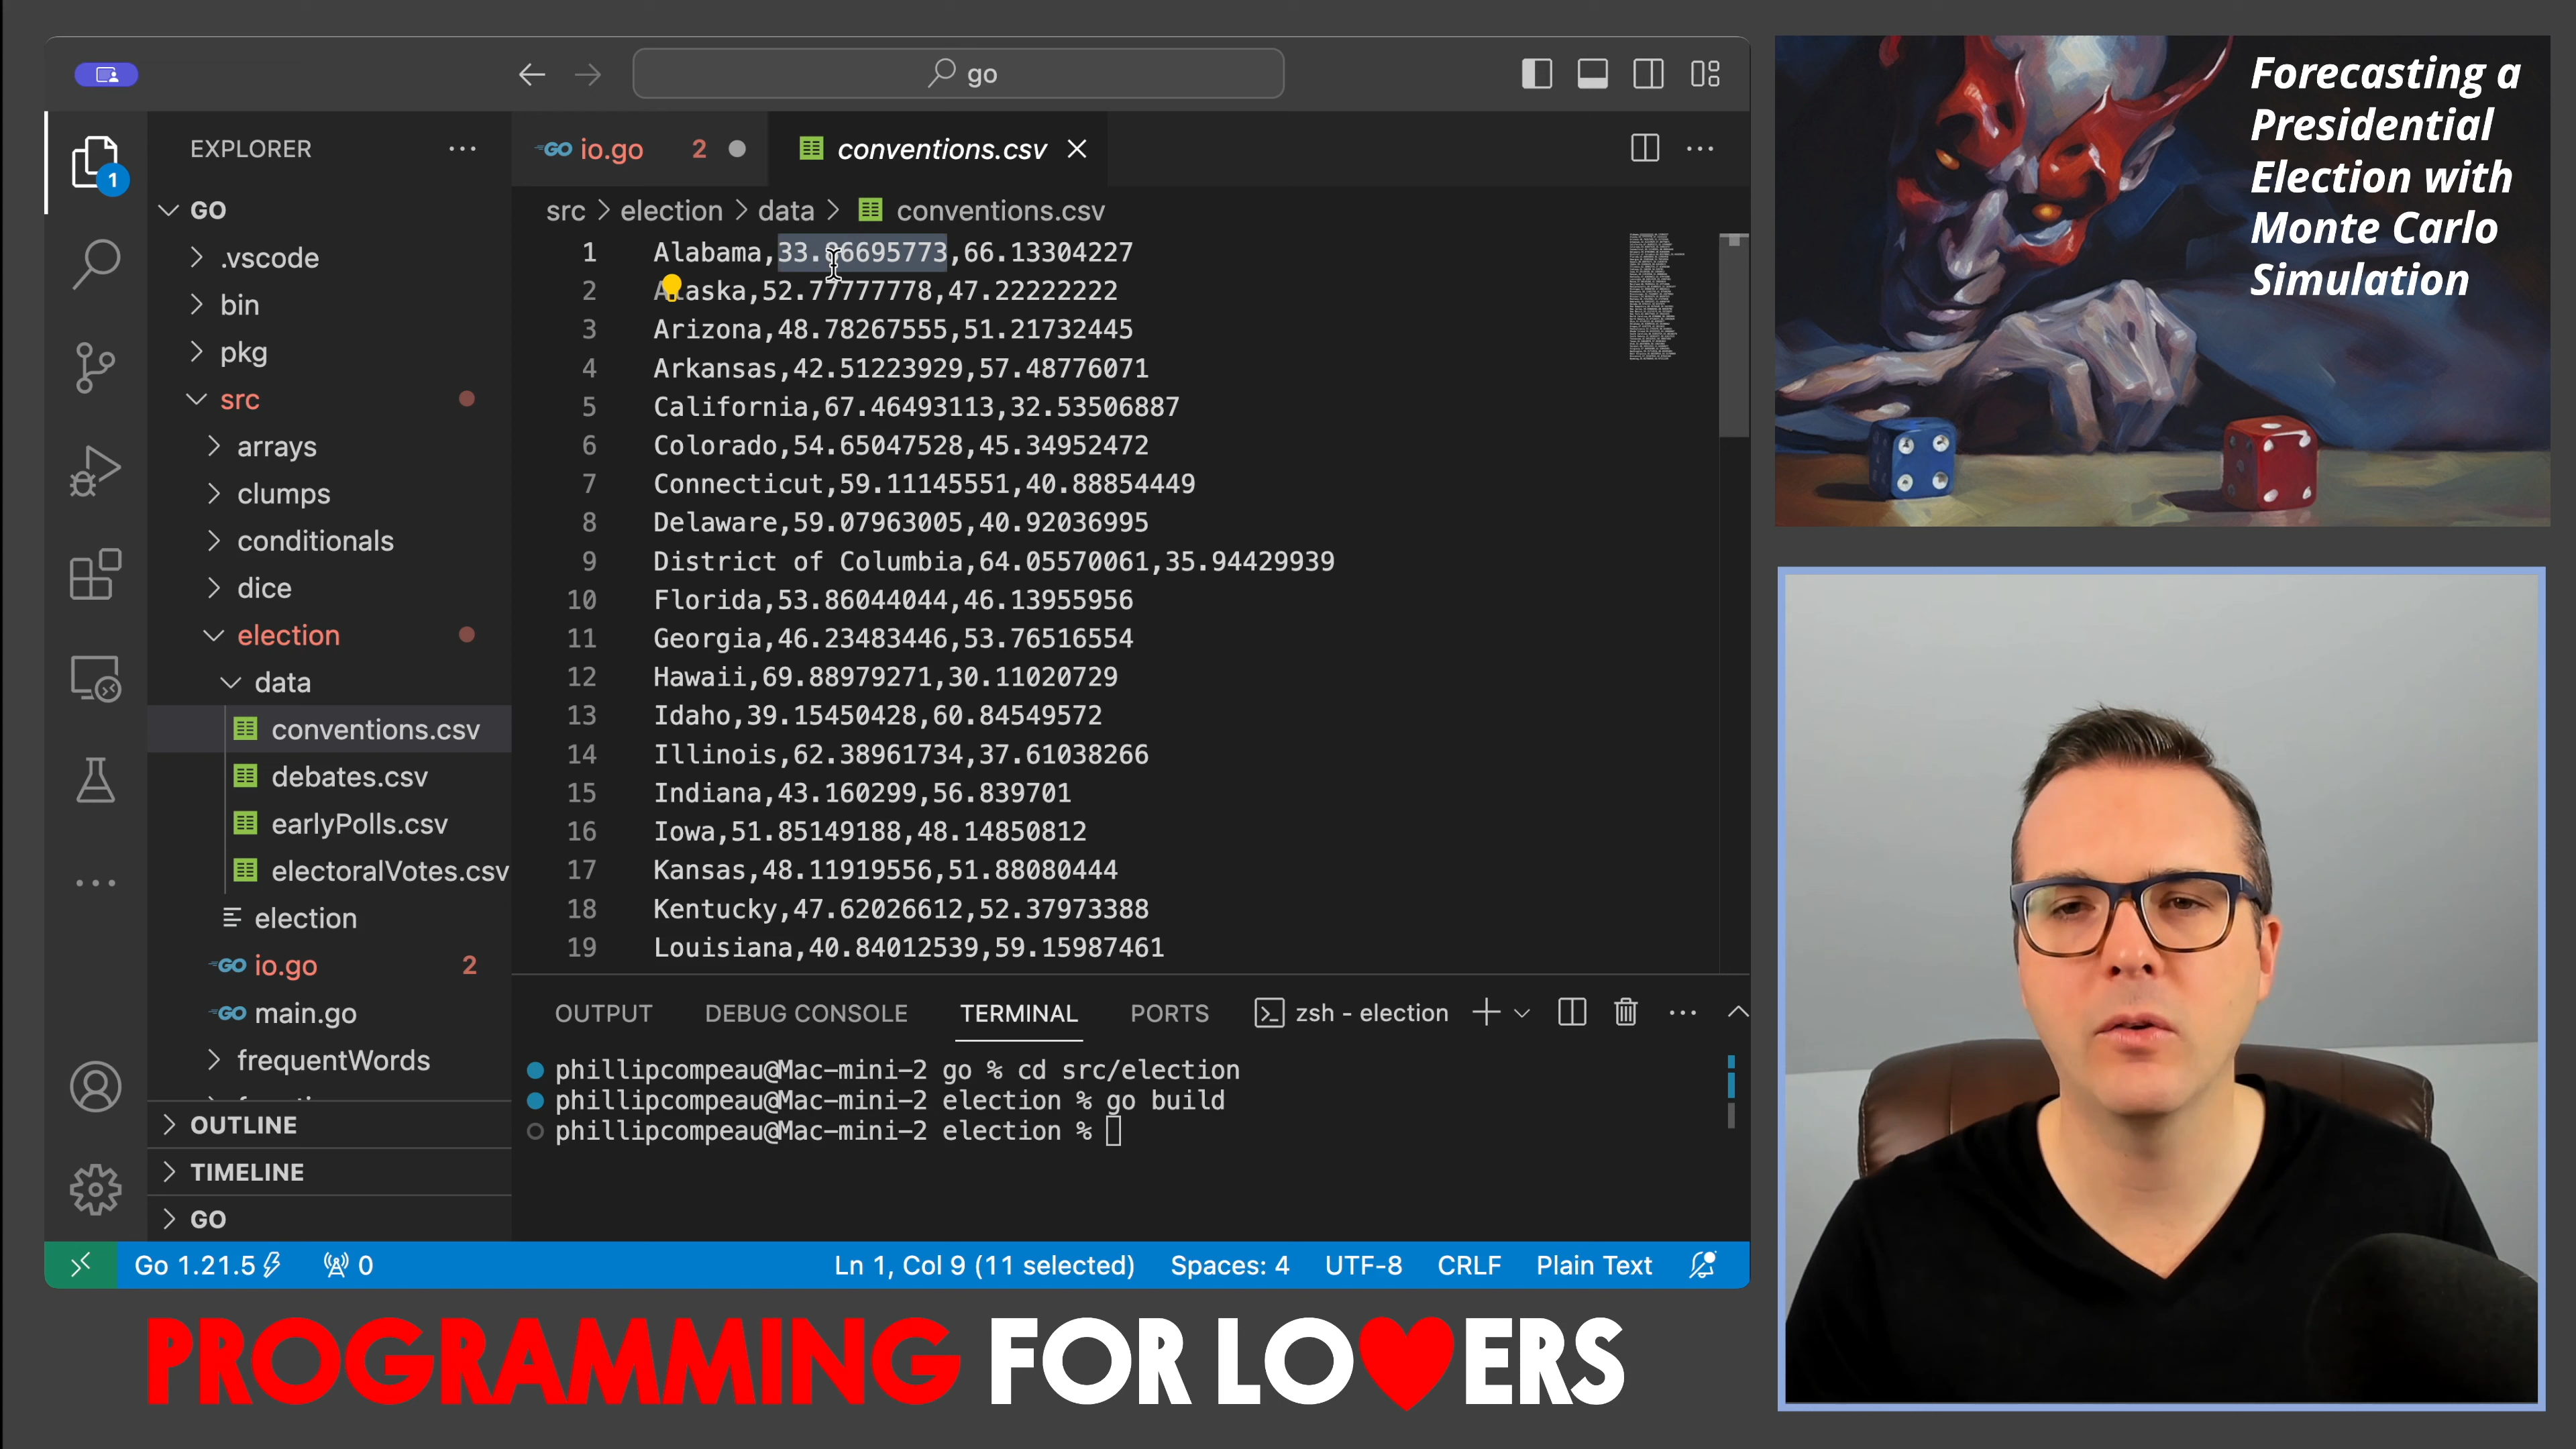 go
EXPLORER
GO
.vscode
bin
pkg
src
arrays
clumps
conditionals
dice
election
data
conventions.csv
debates.csv
earlyPolls.csv
electoralVotes.csv
election
io.go 2
main.go
frequentWords
OUTLINE
TIMELINE
GO
1
io.go 2
conventions.csv
src > election > data > conventions.csv
1 Alabama,33.86695773,66.13304227
2 Alaska,52.77777778,47.22222222
3 Arizona,48.78267555,51.21732445
4 Arkansas,42.51223929,57.48776071
5 California,67.46493113,32.53506887
6 Colorado,54.65047528,45.34952472
7 Connecticut,59.11145551,40.88854449
8 Delaware,59.07963005,40.92036995
9 District of Columbia,64.05570061,35.94429939
10 Florida,53.86044044,46.13955956
11 Georgia,46.23483446,53.76516554
12 Hawaii,69.88979271,30.11020729
13 Idaho,39.15450428,60.84549572
14 Illinois,62.38961734,37.61038266
15 Indiana,43.160299,56.839701
16 Iowa,51.85149188,48.14850812
17 Kansas,48.11919556,51.88080444
18 Kentucky,47.62026612,52.37973388
19 Louisiana,40.84012539,59.15987461
OUTPUT DEBUG CONSOLE TERMINAL PORTS zsh - election
phillipcompeau@Mac-mini-2 go % cd src/election
phillipcompeau@Mac-mini-2 election % go build
phillipcompeau@Mac-mini-2 election %
Go 1.21.5 0 Ln 1, Col 9 (11 selected) Spaces: 4 UTF-8 CRLF Plain Text
Forecasting a
Presidential
Election with
Monte Carlo
Simulation
PROGRAMMING FOR LO♥ERS